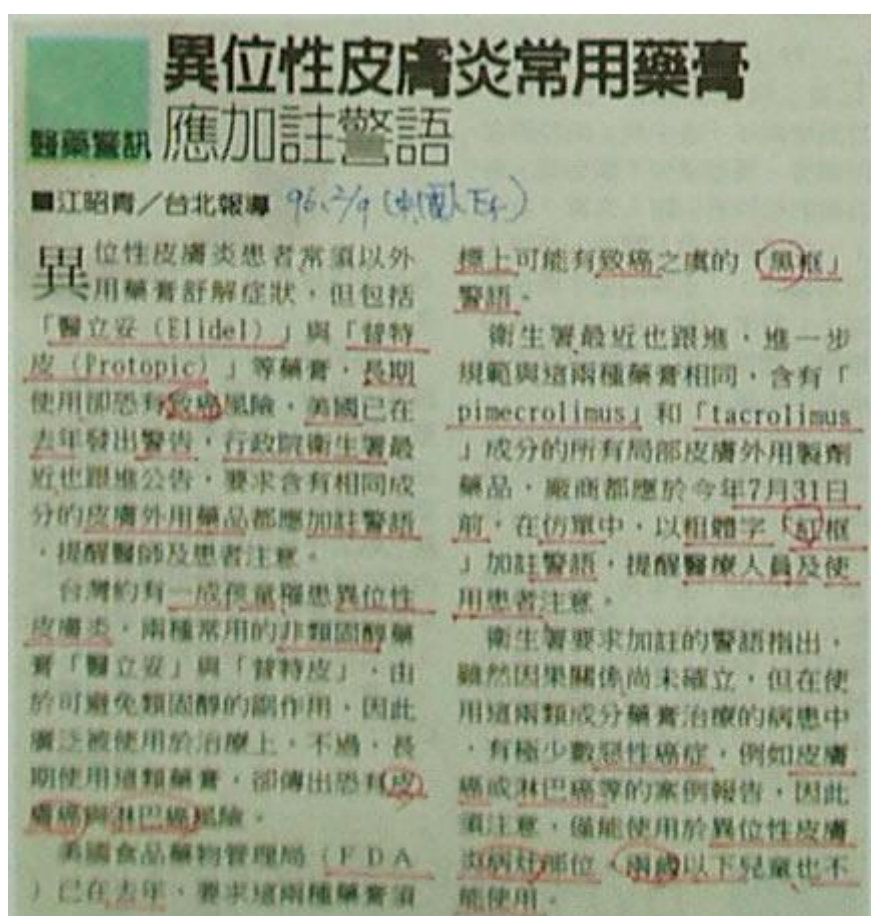 異位性皮膚炎常用藥膏
醫藥警訊 應加註警語
■江昭青/台北報導 96.2/9
異位性皮膚炎患者常須以外
用藥膏舒解症狀,但包括
「醫立妥(Elidel)」與「普特
皮(Protopic)」等藥膏,長期
使用卻恐有致癌風險,美國已在
去年發出警告,行政院衛生署最
近也跟進公告,要求含有相同成
分的皮膚外用藥品都應加註警語
,提醒醫師及患者注意。
台灣約有一成孩童罹患異位性
皮膚炎,兩種常用的非類固醇藥
膏「醫立妥」與「普特皮」,由
於可避免類固醇的副作用,因此
廣泛被使用於治療上,不過,長
期使用這類藥膏,卻傳出恐有皮
膚癌與淋巴癌風險。
美國食品藥物管理局(FDA
)已在去年,要求這兩種藥膏須
標上可能有致癌之虞的「黑框」
警語。
衛生署最近也跟進,進一步
規範與這兩種藥膏相同,含有「
pimecrolimus」和「tacrolimus
」成分的所有局部皮膚外用製劑
藥品,廠商都應於今年7月31日
前,在仿單中,以粗體字「紅框
」加註警語,提醒醫療人員及使
用患者注意。
衛生署要求加註的警語指出,
雖然因果關係尚未確立,但在使
用這兩類成分藥膏治療的病患中
,有極少數惡性癌症,例如皮膚
癌或淋巴癌等的案例報告,因此
須注意,僅能使用於異位性皮膚
炎病灶部位,兩歲以下兒童也不
能使用。